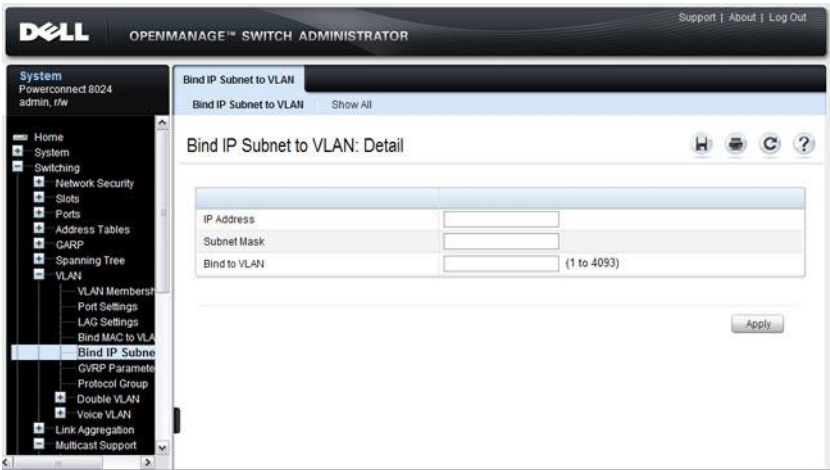 Support | About | Log Out
DELL
OPENMANAGE™ SWITCH ADMINISTRATOR
System
Powerconnect 8024
admin, r/w
Home
System
Switching
Network Security
Slots
Ports
Address Tables
GARP
Spanning Tree
VLAN
VLAN Membersh
Port Settings
LAG Settings
Bind MAC to VLA
Bind IP Subne
GVRP Paramete
Protocol Group
Double VLAN
Voice VLAN
Link Aggregation
Multicast Support
Bind IP Subnet to VLAN
Bind IP Subnet to VLAN Show All
Bind IP Subnet to VLAN: Detail
IP Address
Subnet Mask
Bind to VLAN (1 to 4093)
Apply